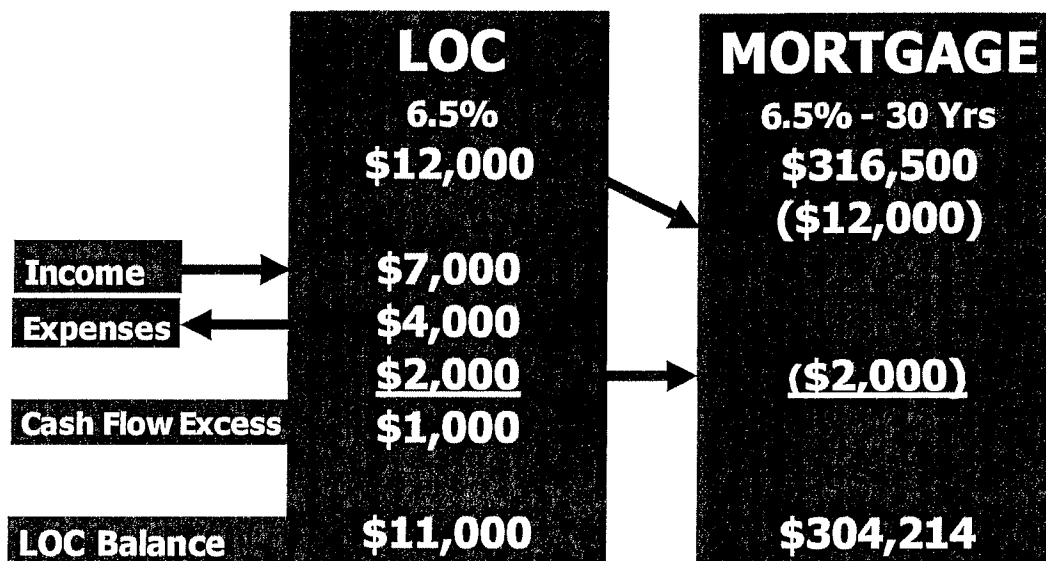 LOC MORTGAGE
6.5% 6.5% - 30 Yrs
$12,000 $316,500
($12,000)
Income $7,000
Expenses $4,000
$2,000 ($2,000)
Cash Flow Excess $1,000
LOC Balance $11,000 $304,214